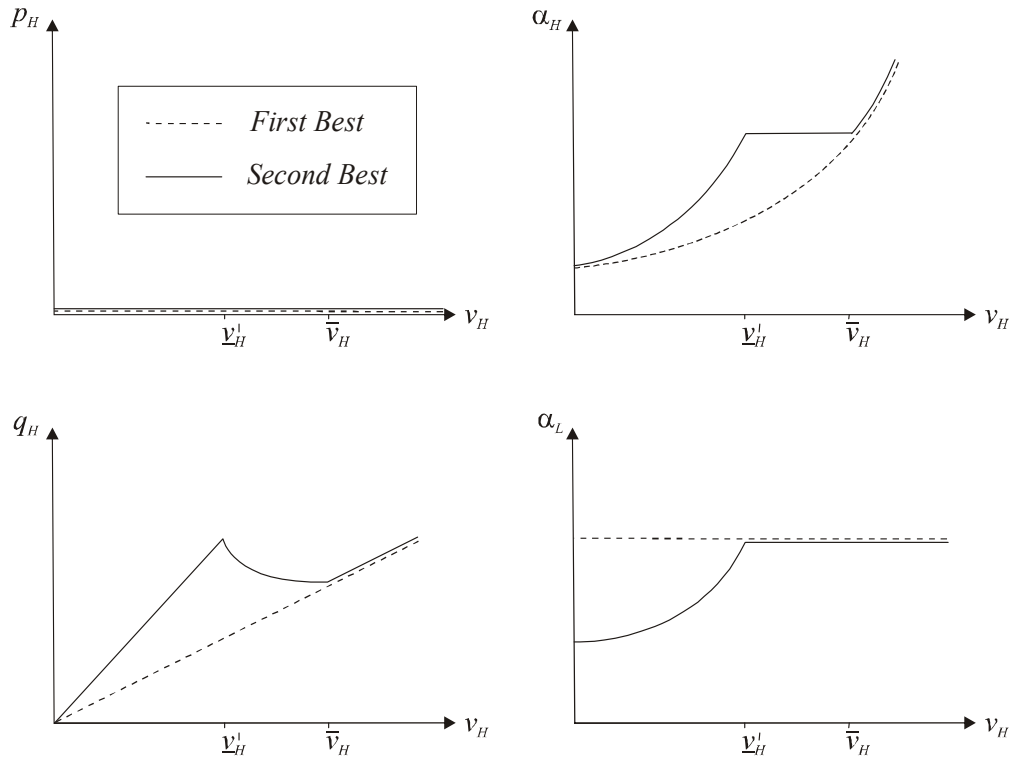 p_H
α_H
First Best
Second Best
v_H
v_H
v̲'_H
v̅_H
v̲'_H
v̅_H
q_H
α_L
v_H
v_H
v̲'_H
v̅_H
v̲'_H
v̅_H